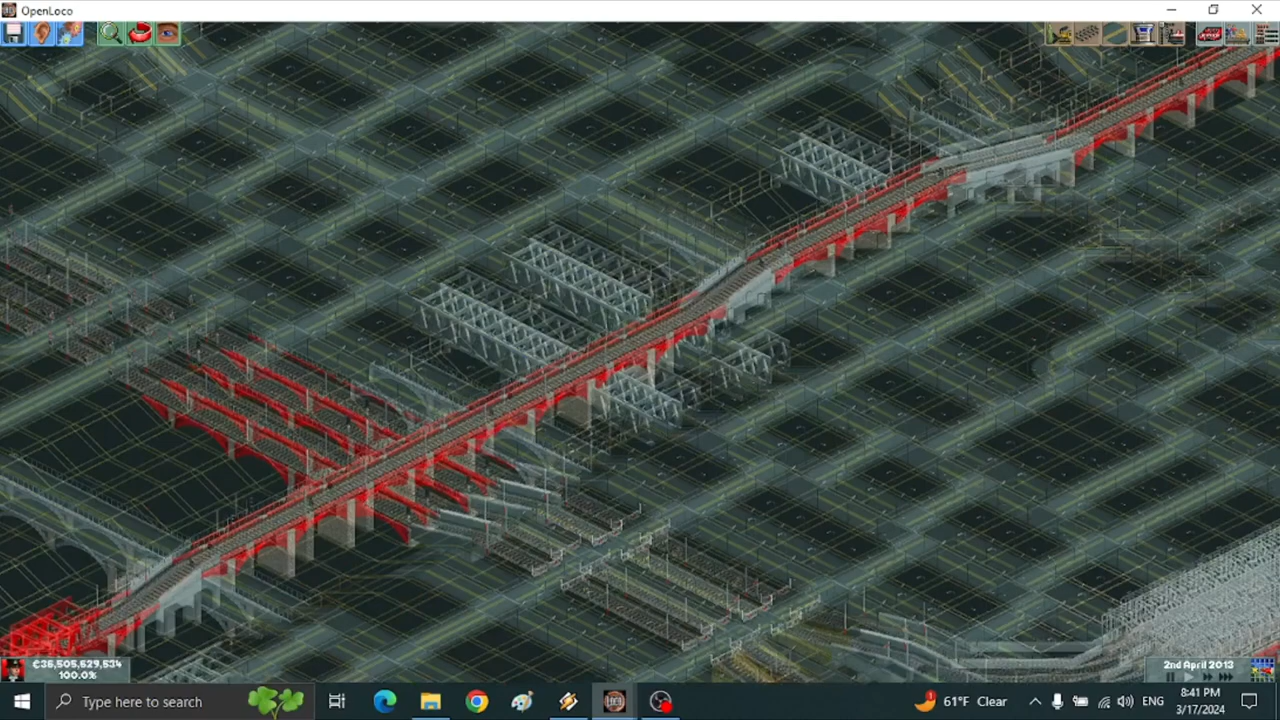 OpenLoco
₵36,505,629,534
100.0%
2nd April 2013
Type here to search
61°F Clear
ENG
8:41 PM
3/17/2024